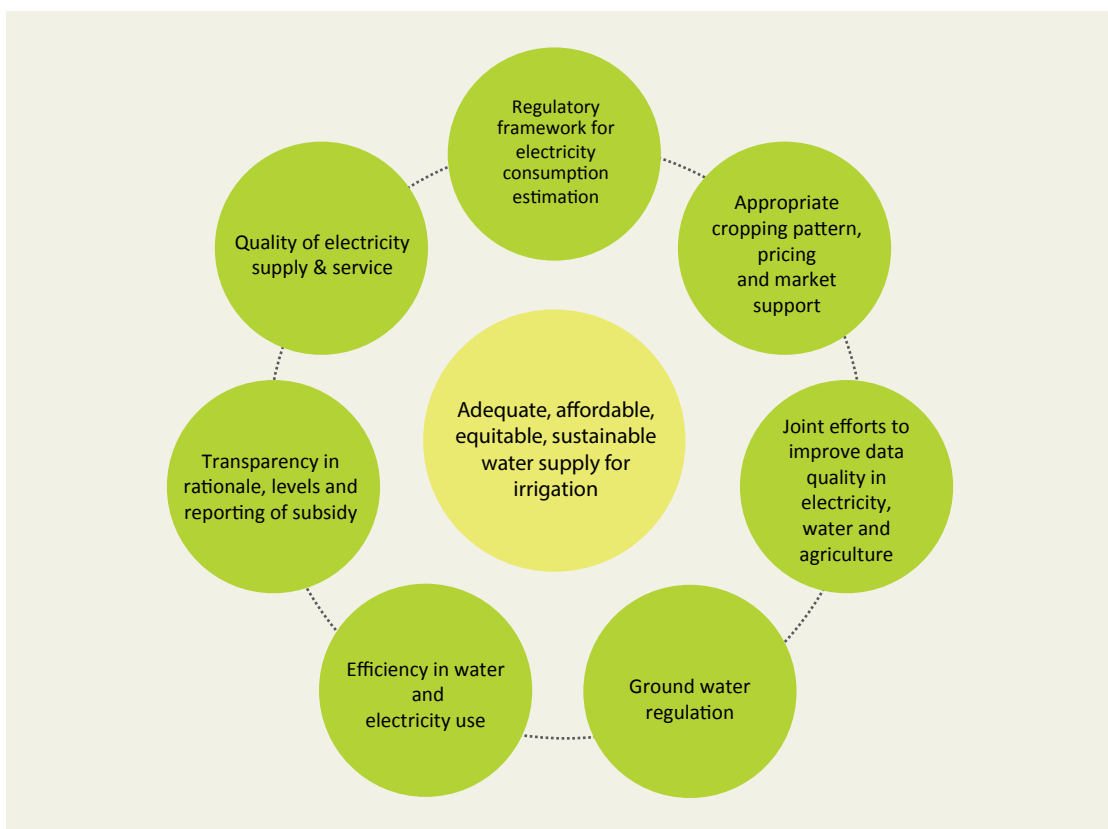 Regulatory
framework for
electricity
consumption
estimation
Appropriate
cropping pattern,
pricing
and market
support
Joint efforts to
improve data
quality in
electricity,
water and
agriculture
Ground water
regulation
Efficiency in water
and
electricity use
Transparency in
rationale, levels and
reporting of subsidy
Quality of electricity
supply & service
Adequate, affordable,
equitable, sustainable
water supply for
irrigation